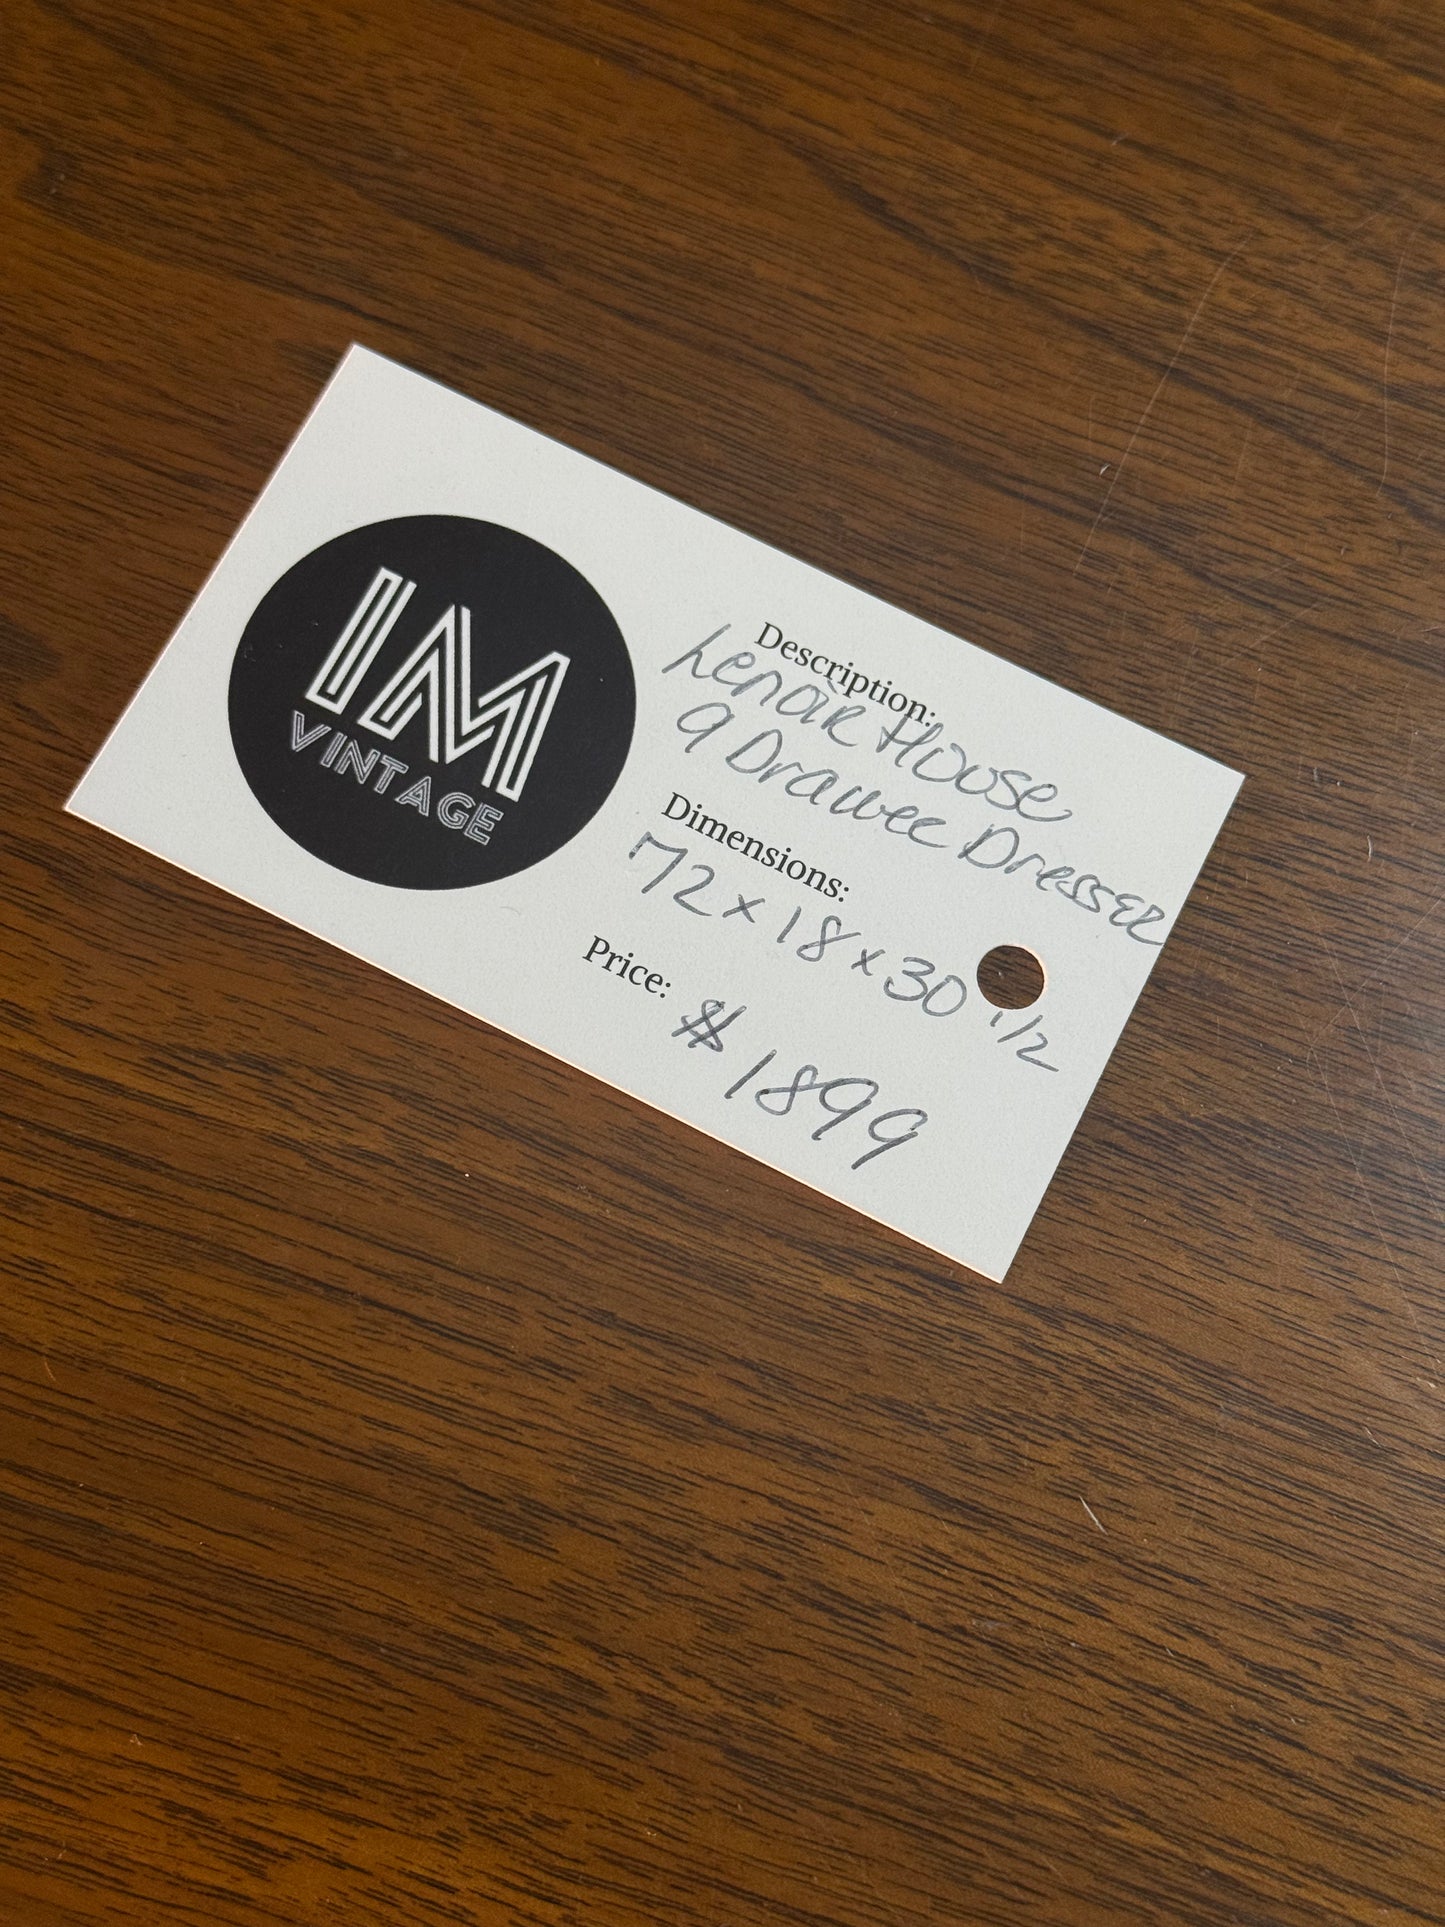 IM
VINTAGE
Description:
Lenoir House
9 Drawer Dresser
Dimensions:
72 x 18 x 30 1/2
Price: $1899